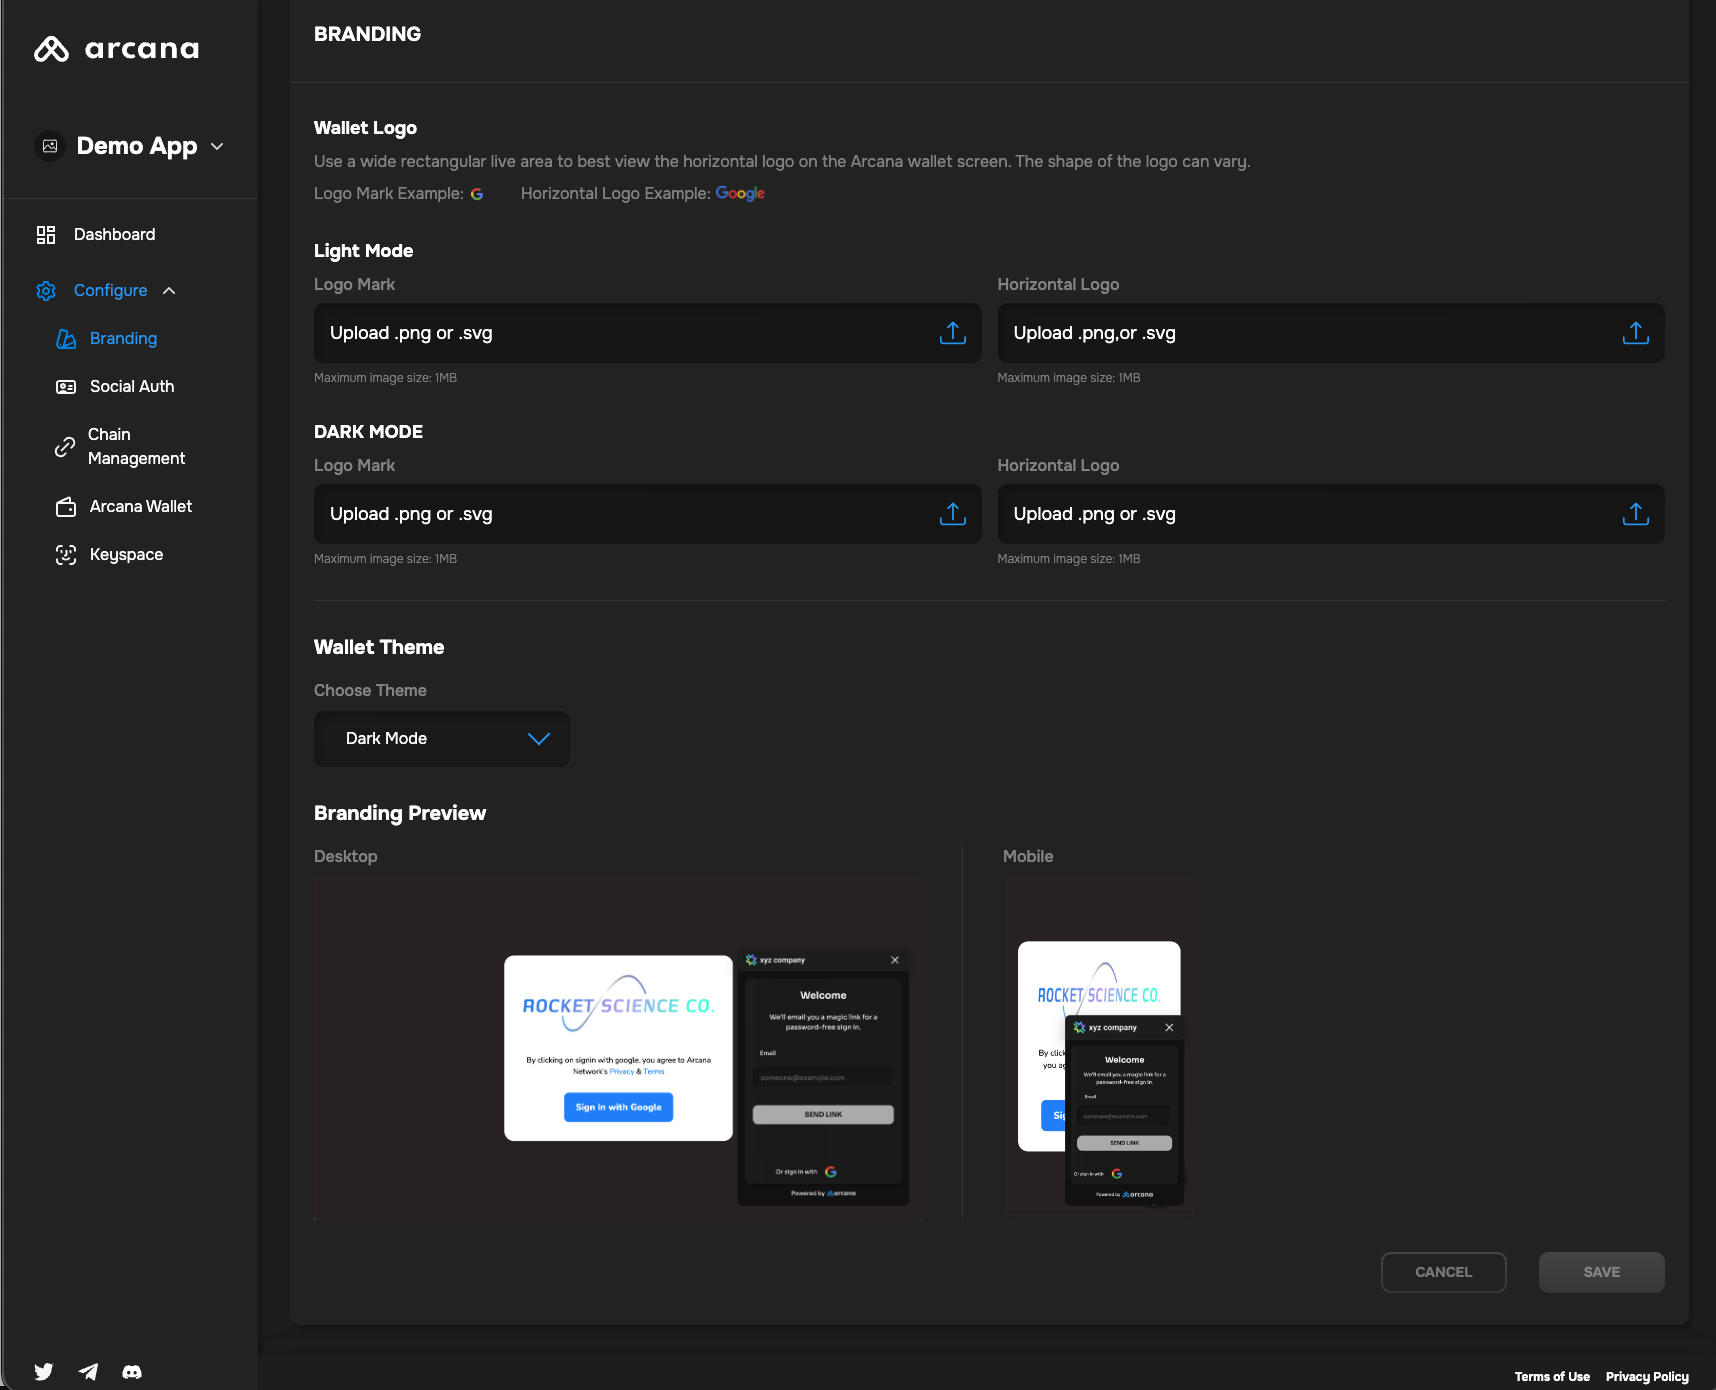 arcana
Demo App
Dashboard
Configure
Branding
Social Auth
Chain
Management
Arcana Wallet
Keyspace
BRANDING
Wallet Logo
Use a wide rectangular live area to best view the horizontal logo on the Arcana wallet screen. The shape of the logo can vary.
Logo Mark Example: G Horizontal Logo Example: Google
Light Mode
Logo Mark Horizontal Logo
Upload .png or .svg Upload .png,or .svg
Maximum image size: 1MB Maximum image size: 1MB
DARK MODE
Logo Mark Horizontal Logo
Upload .png or .svg Upload .png or .svg
Maximum image size: 1MB Maximum image size: 1MB
Wallet Theme
Choose Theme
Dark Mode
Branding Preview
Desktop
ROCKET SCIENCE CO.
By clicking on signin with google, you agree to Arcana
Network's Privacy & Terms
Sign In with Google
xyz company
Welcome
We'll email you a magic link for a
password-free sign in.
Email
someone@example.com
SEND LINK
Or sign in with G
Powered by arcana
Mobile
ROCKET SCIENCE CO.
By clic
you ag
Sig
xyz company
Welcome
We'll email you a magic link for a
password-free sign in.
Email
someone@example.com
SEND LINK
Or sign in with G
Powered by arcana
CANCEL SAVE
Terms of Use Privacy Policy